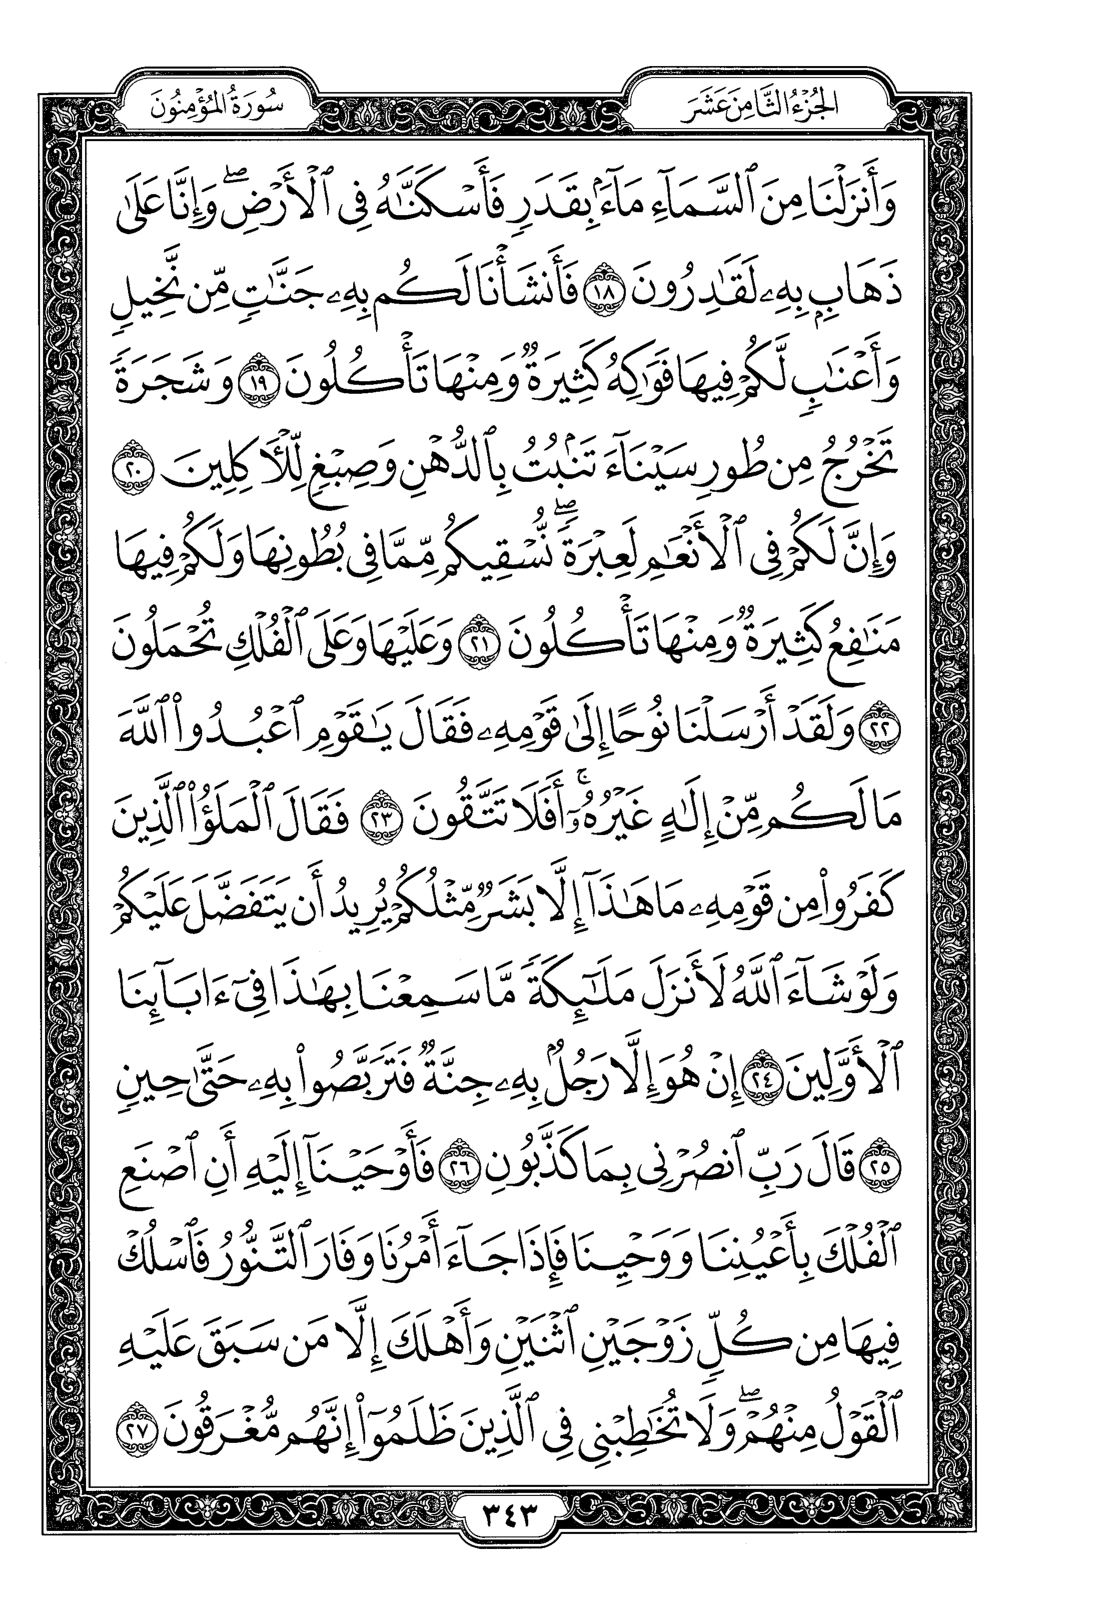 الجُزْءُ الثَّامِنَ عَشَرَ
سُورَةُ المُؤْمِنُونَ
وَأَنزَلْنَا مِنَ ٱلسَّمَآءِ مَآءَۢ بِقَدَرٍ فَأَسْكَنَّـٰهُ فِى ٱلْأَرْضِۖ وَإِنَّا عَلَىٰ
ذَهَابِۭ بِهِۦ لَقَـٰدِرُونَ ١٨ فَأَنشَأْنَا لَكُم بِهِۦ جَنَّـٰتٍ مِّن نَّخِيلٍ
وَأَعْنَـٰبٍ لَّكُمْ فِيهَا فَوَٰكِهُ كَثِيرَةٌ وَمِنْهَا تَأْكُلُونَ ١٩ وَشَجَرَةً
تَخْرُجُ مِن طُورِ سَيْنَآءَ تَنۢبُتُ بِٱلدُّهْنِ وَصِبْغٍ لِّلْـَٔاكِلِينَ ٢٠
وَإِنَّ لَكُمْ فِى ٱلْأَنْعَـٰمِ لَعِبْرَةًۖ نُّسْقِيكُم مِّمَّا فِى بُطُونِهَا وَلَكُمْ فِيهَا
مَنَـٰفِعُ كَثِيرَةٌ وَمِنْهَا تَأْكُلُونَ ٢١ وَعَلَيْهَا وَعَلَى ٱلْفُلْكِ تُحْمَلُونَ
٢٢ وَلَقَدْ أَرْسَلْنَا نُوحًا إِلَىٰ قَوْمِهِۦ فَقَالَ يَـٰقَوْمِ ٱعْبُدُوا۟ ٱللَّهَ
مَا لَكُم مِّنْ إِلَـٰهٍ غَيْرُهُۥٓۚ أَفَلَا تَتَّقُونَ ٢٣ فَقَالَ ٱلْمَلَؤُا۟ ٱلَّذِينَ
كَفَرُوا۟ مِن قَوْمِهِۦ مَا هَـٰذَآ إِلَّا بَشَرٌ مِّثْلُكُمْ يُرِيدُ أَن يَتَفَضَّلَ عَلَيْكُمْ
وَلَوْ شَآءَ ٱللَّهُ لَأَنزَلَ مَلَـٰٓئِكَةً مَّا سَمِعْنَا بِهَـٰذَا فِىٓ ءَابَآئِنَا
ٱلْأَوَّلِينَ ٢٤ إِنْ هُوَ إِلَّا رَجُلٌۢ بِهِۦ جِنَّةٌ فَتَرَبَّصُوا۟ بِهِۦ حَتَّىٰ حِينٍ
٢٥ قَالَ رَبِّ ٱنصُرْنِى بِمَا كَذَّبُونِ ٢٦ فَأَوْحَيْنَآ إِلَيْهِ أَنِ ٱصْنَعِ
ٱلْفُلْكَ بِأَعْيُنِنَا وَوَحْيِنَا فَإِذَا جَآءَ أَمْرُنَا وَفَارَ ٱلتَّنُّورُ فَٱسْلُكْ
فِيهَا مِن كُلٍّ زَوْجَيْنِ ٱثْنَيْنِ وَأَهْلَكَ إِلَّا مَن سَبَقَ عَلَيْهِ
ٱلْقَوْلُ مِنْهُمْۖ وَلَا تُخَـٰطِبْنِى فِى ٱلَّذِينَ ظَلَمُوٓا۟ إِنَّهُم مُّغْرَقُونَ ٢٧
٣٤٣